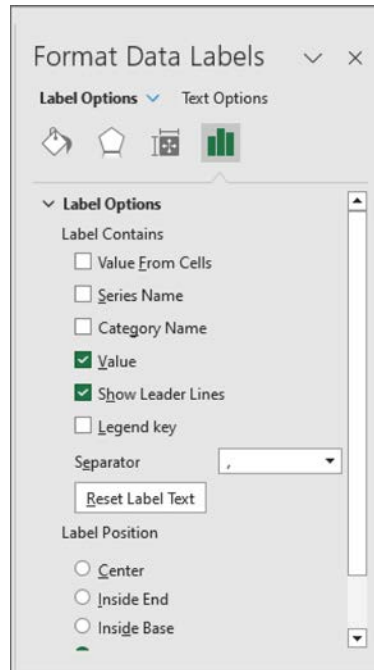 Format Data Labels
Label Options Text Options
Label Options
Label Contains
Value From Cells
Series Name
Category Name
Value
Show Leader Lines
Legend key
Separator ,
Reset Label Text
Label Position
Center
Inside End
Inside Base